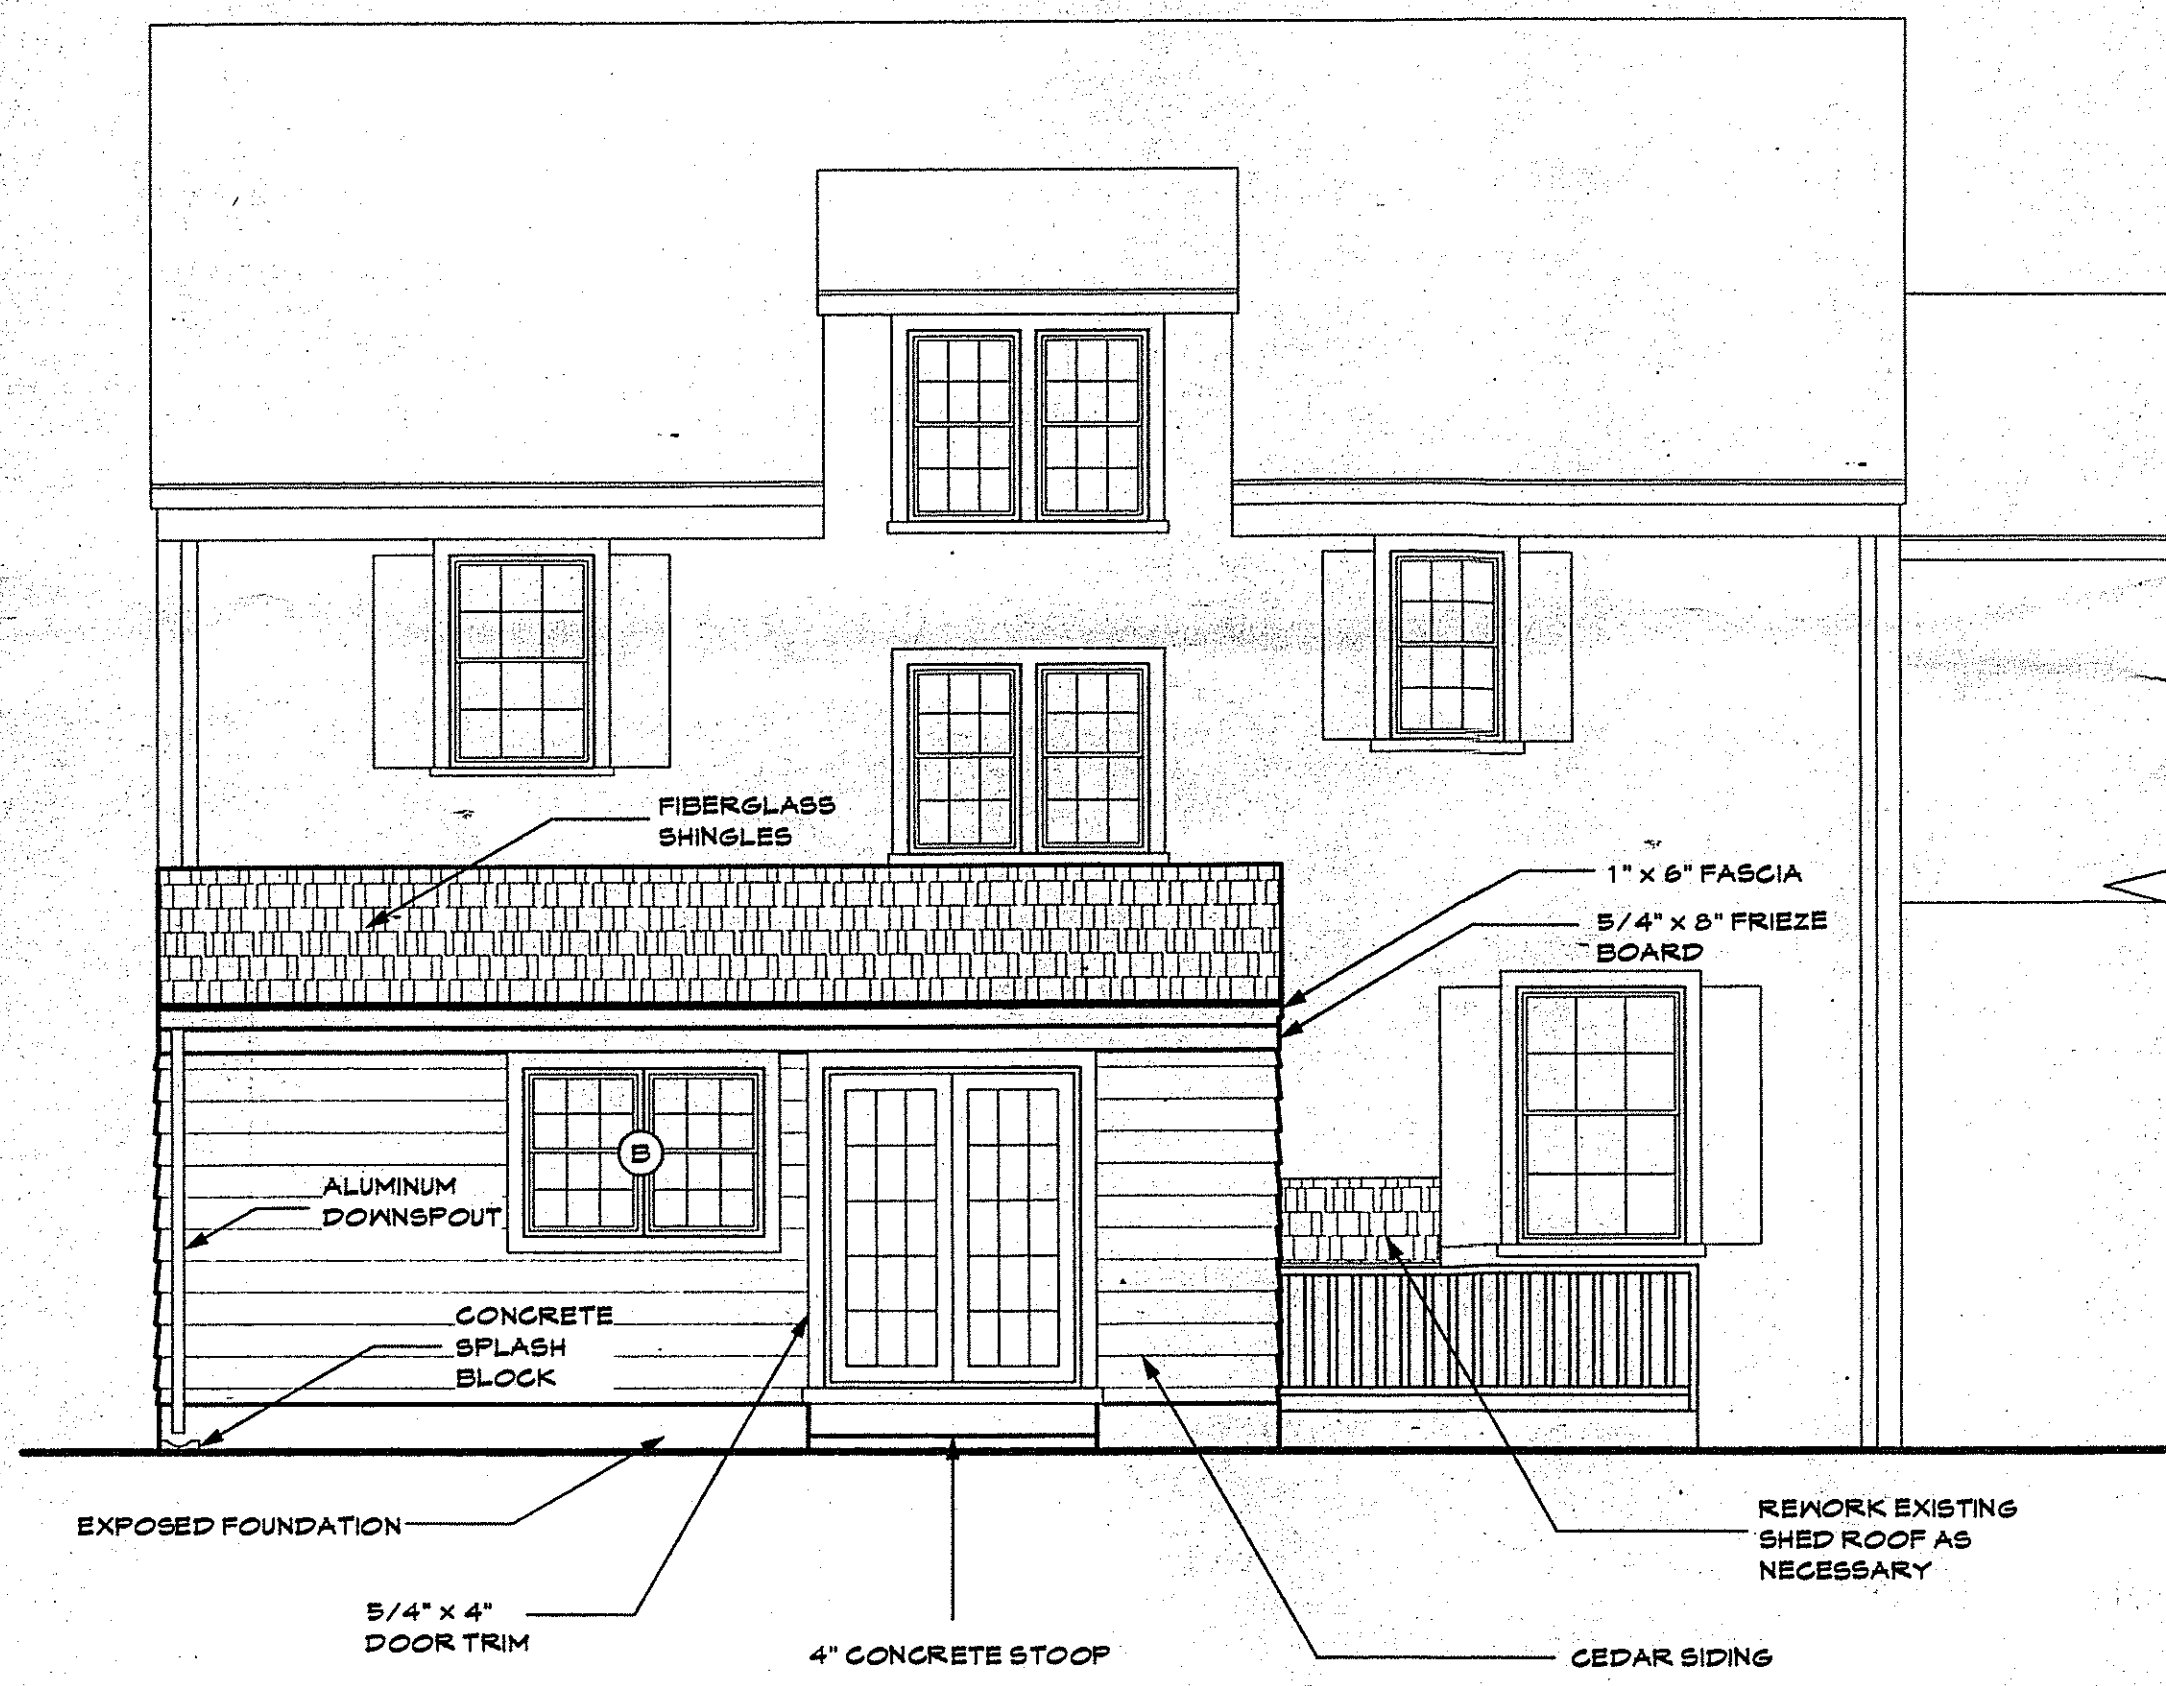 FIBERGLASS
SHINGLES
1" x 6" FASCIA
5/4" x 8" FRIEZE
BOARD
B
ALUMINUM
DOWNSPOUT
CONCRETE
SPLASH
BLOCK
EXPOSED FOUNDATION
REWORK EXISTING
SHED ROOF AS
NECESSARY
5/4" x 4"
DOOR TRIM
4" CONCRETE STOOP
CEDAR SIDING